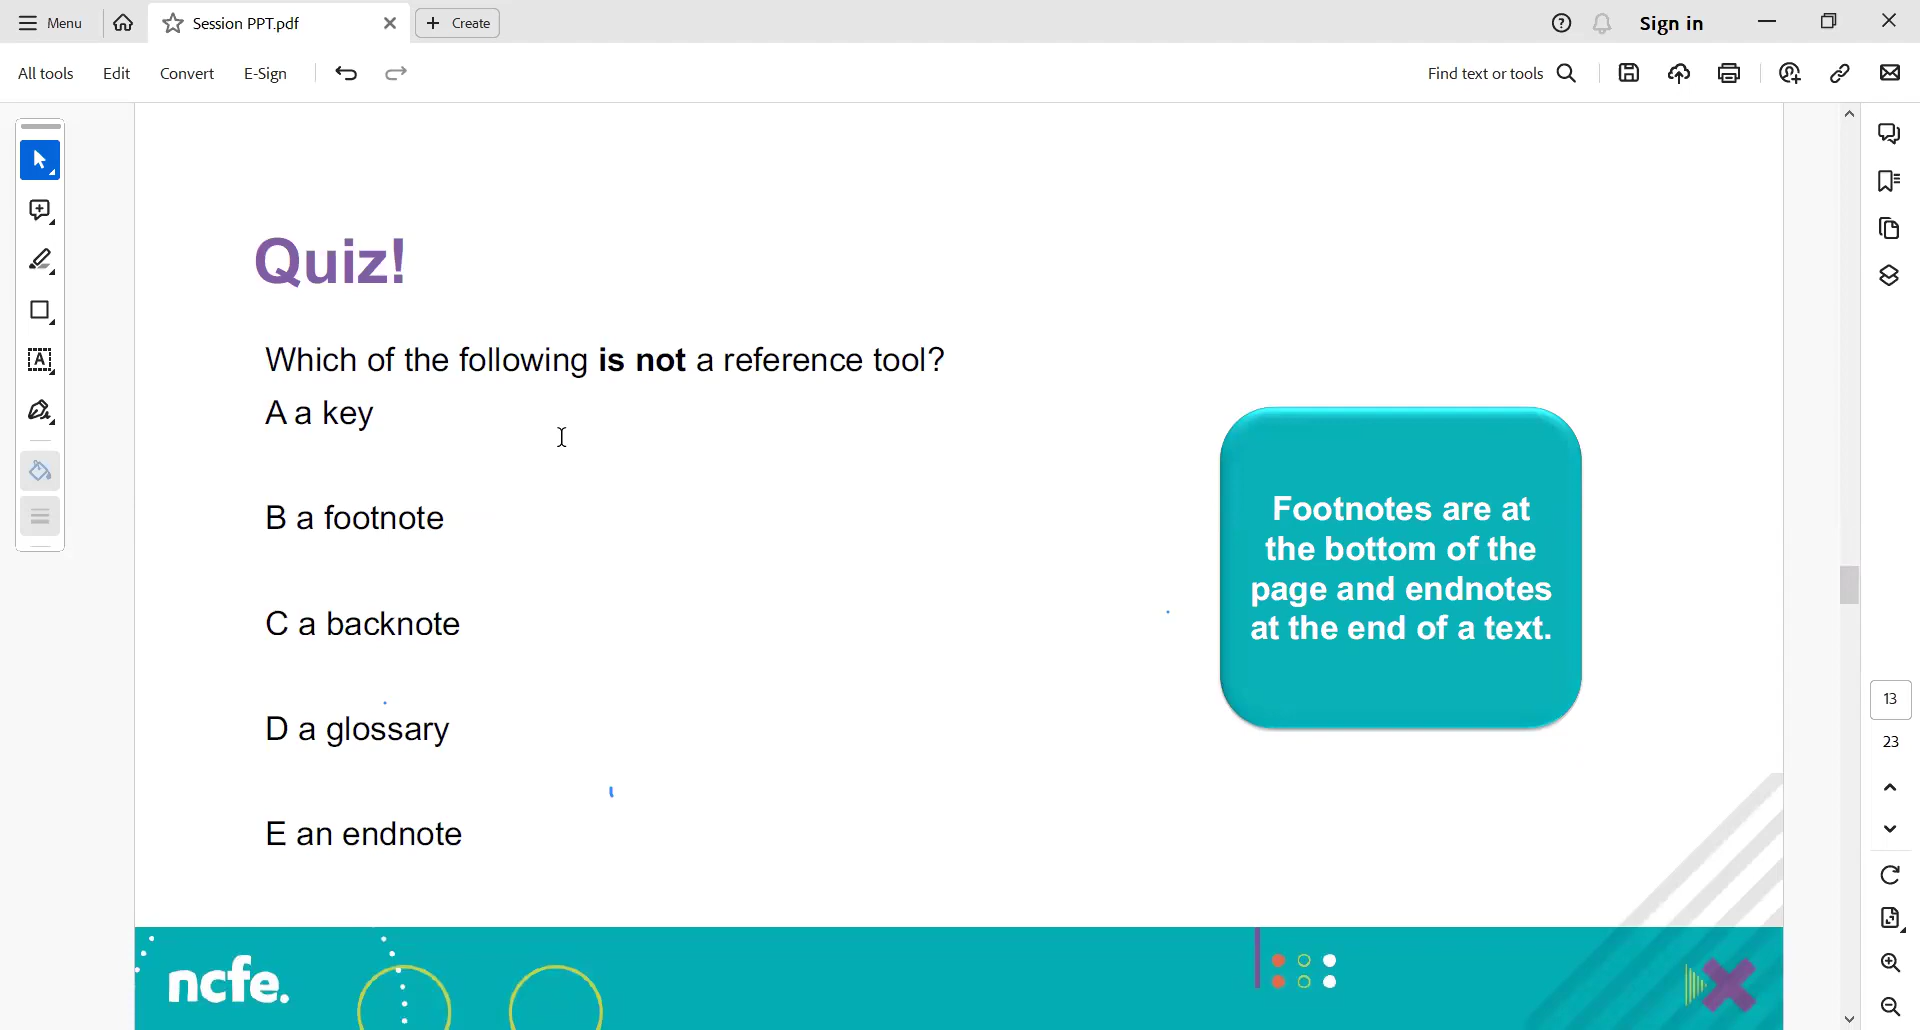 Menu
Session PPT.pdf
Create
Sign in
All tools
Edit
Convert
E-Sign
Find text or tools
Quiz!
Which of the following is not a reference tool?
A a key
B a footnote
C a backnote
D a glossary
E an endnote
Footnotes are at
the bottom of the
page and endnotes
at the end of a text.
13
23
ncfe.